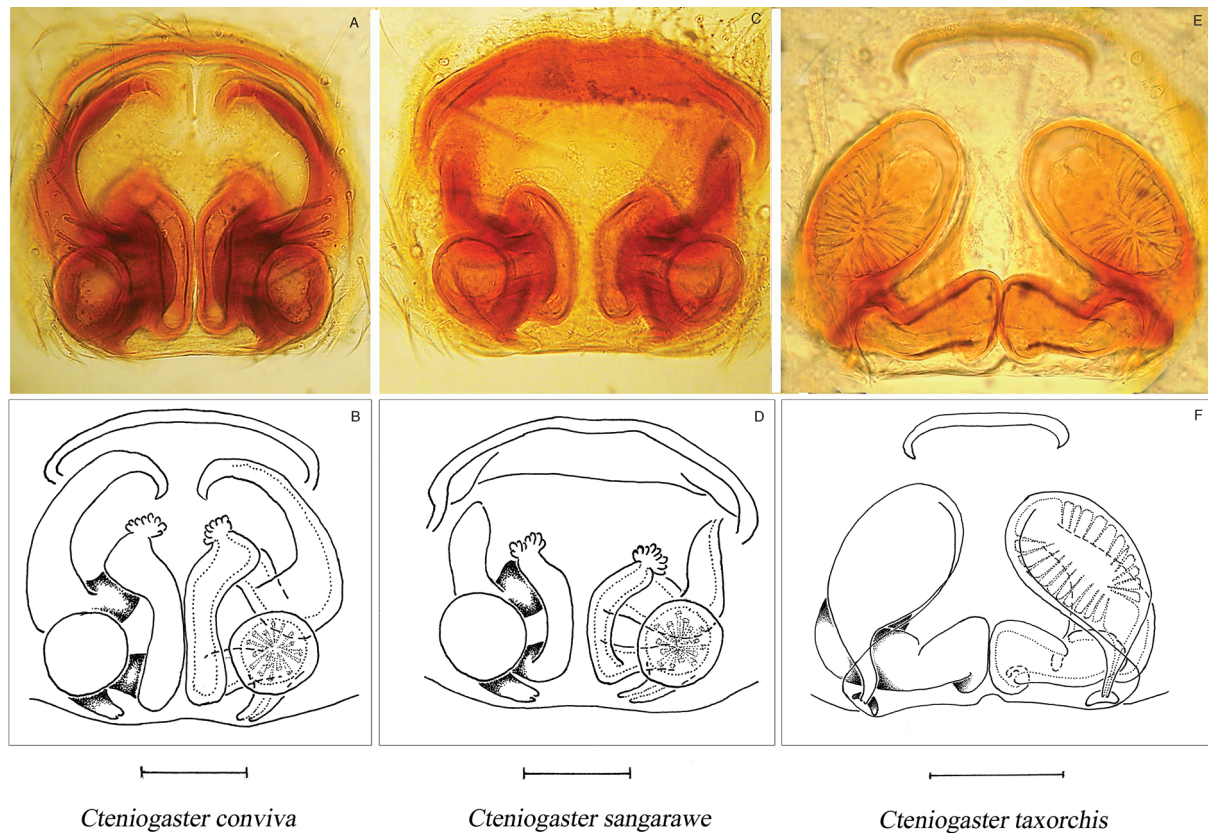 A
C
E
B
D
F
Cteniogaster conviva
Cteniogaster sangarawe
Cteniogaster taxorchis